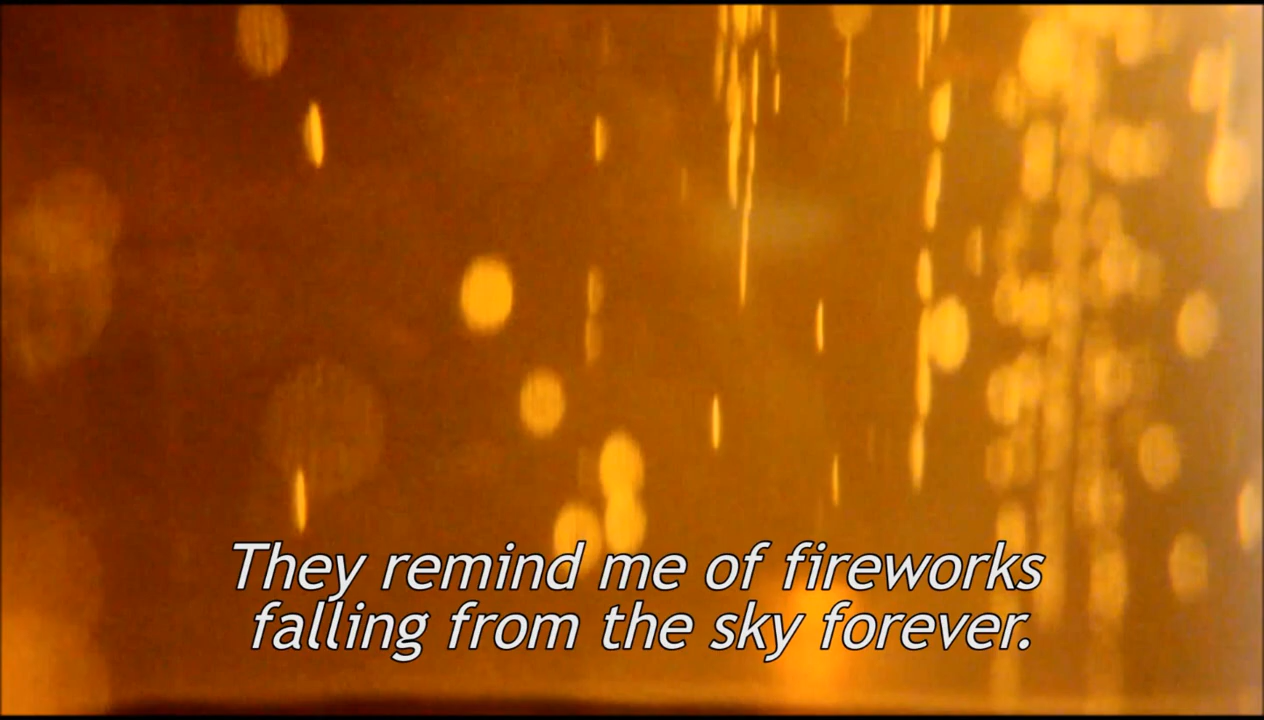 They remind me of fireworks
falling from the sky forever.